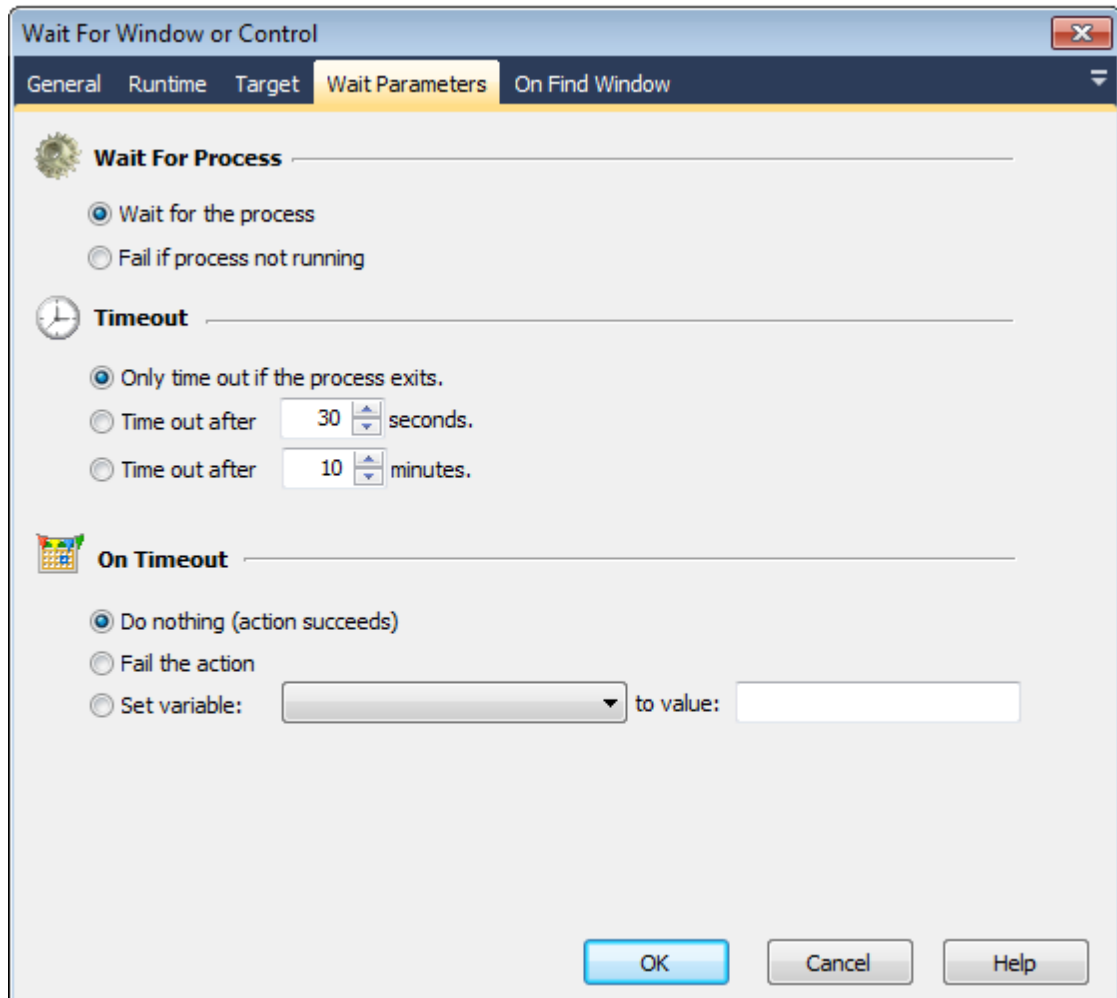 Wait For Window or Control
General Runtime Target Wait Parameters On Find Window
Wait For Process
Wait for the process
Fail if process not running
Timeout
Only time out if the process exits.
Time out after 30 seconds.
Time out after 10 minutes.
On Timeout
Do nothing (action succeeds)
Fail the action
Set variable: to value:
OK Cancel Help